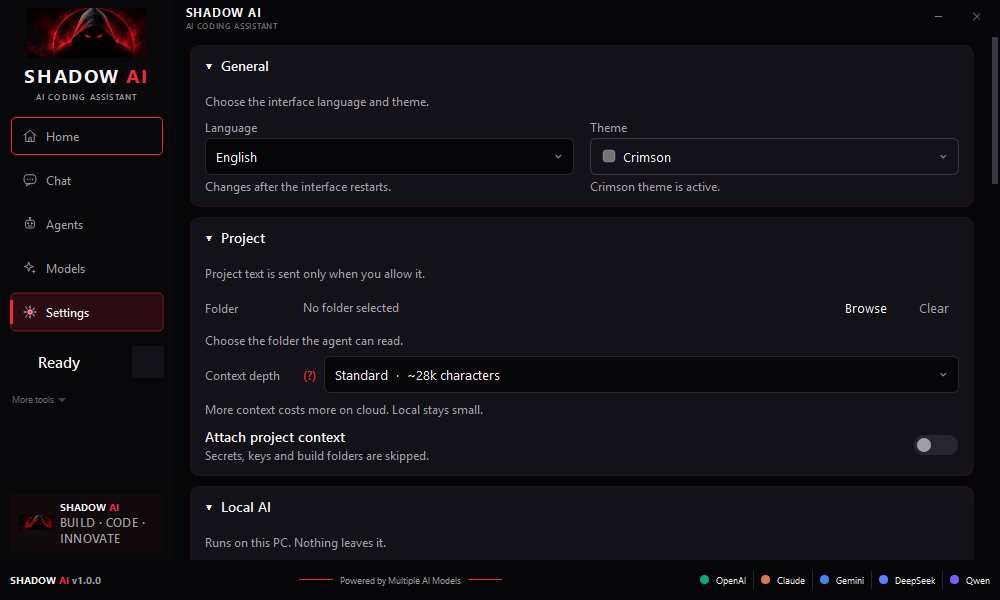 SHADOW AI
AI CODING ASSISTANT
Home
Chat
Agents
Models
Settings
Ready
More tools
SHADOW AI
BUILD · CODE ·
INNOVATE
SHADOW AI
AI CODING ASSISTANT
General
Choose the interface language and theme.
Language
Theme
English
Crimson
Changes after the interface restarts.
Crimson theme is active.
Project
Project text is sent only when you allow it.
Folder No folder selected Browse Clear
Choose the folder the agent can read.
Context depth (?) Standard · ~28k characters
More context costs more on cloud. Local stays small.
Attach project context
Secrets, keys and build folders are skipped.
Local AI
Runs on this PC. Nothing leaves it.
SHADOW AI v1.0.0
Powered by Multiple AI Models
OpenAI Claude Gemini DeepSeek Qwen